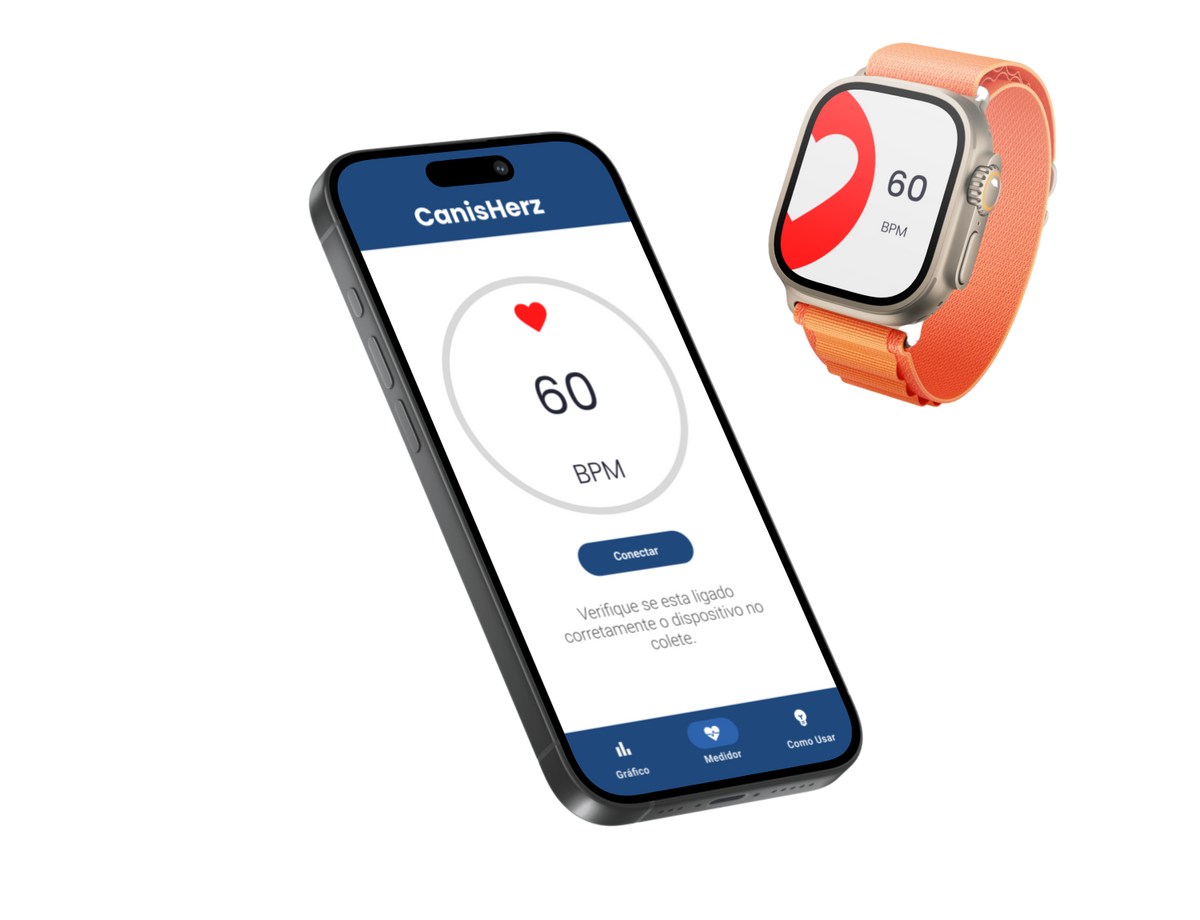 CanisHerz
60
BPM
Conectar
Verifique se esta ligado
corretamente o dispositivo no
colete.
Gráfico
Medidor
Como Usar
60
BPM